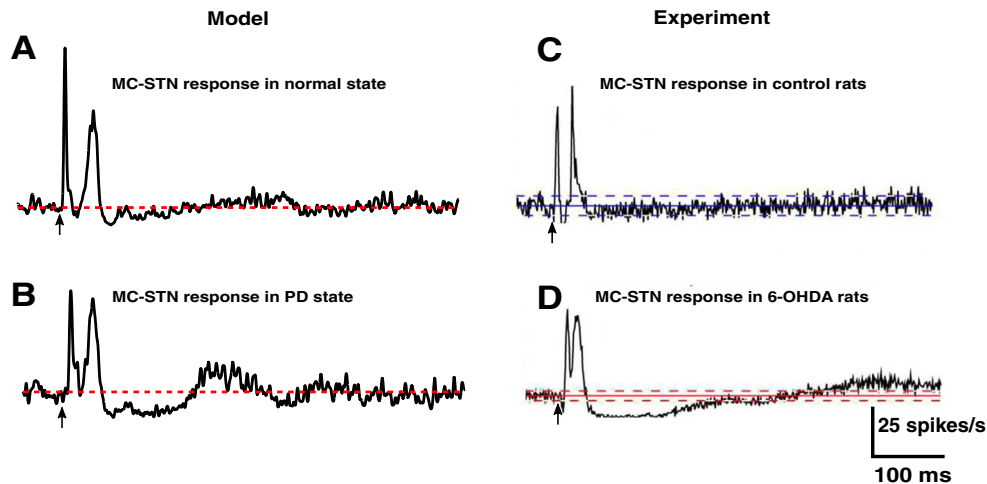 Model
Experiment
A
MC-STN response in normal state
C
MC-STN response in control rats
B
MC-STN response in PD state
D
MC-STN response in 6-OHDA rats
25 spikes/s
100 ms